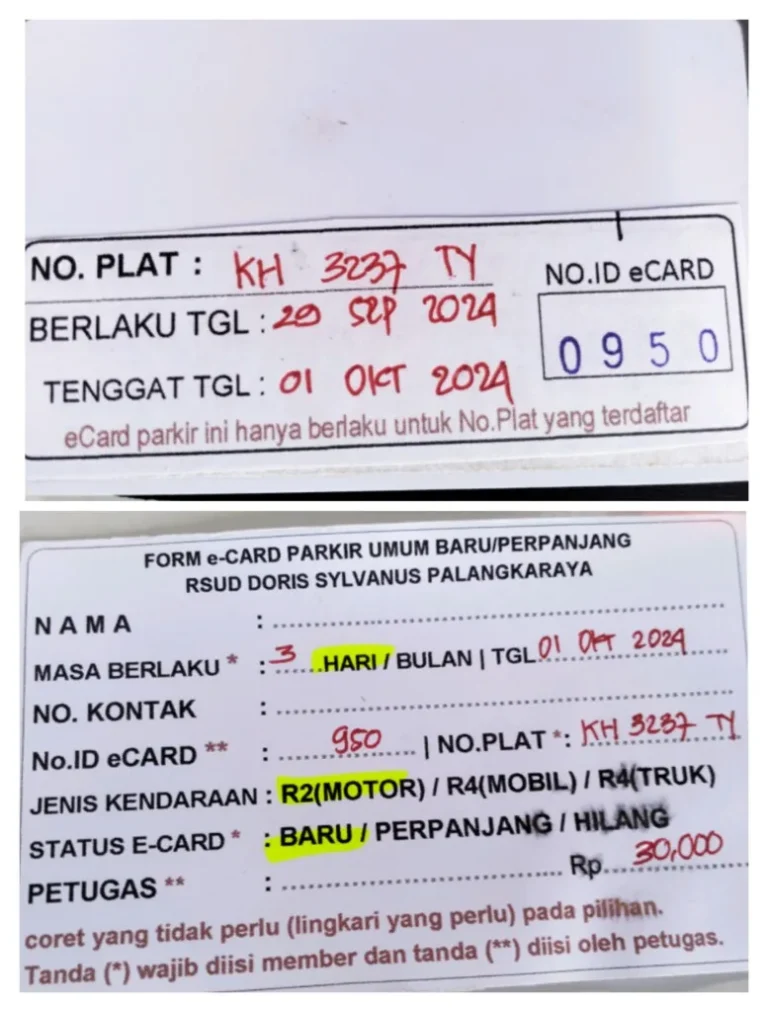 NO. PLAT : KH 3237 TY
NO.ID eCARD
BERLAKU TGL : 29 SEP 2024
0950
TENGGAT TGL : 01 OKT 2024
eCard parkir ini hanya berlaku untuk No.Plat yang terdaftar
FORM e-CARD PARKIR UMUM BARU/PERPANJANG
RSUD DORIS SYLVANUS PALANGKARAYA
NAMA :
MASA BERLAKU * : 3 HARI / BULAN | TGL 01 OKT 2024
NO. KONTAK :
No.ID eCARD ** : 950 | NO.PLAT *: KH 3237 TY
JENIS KENDARAAN : R2(MOTOR) / R4(MOBIL) / R4(TRUK)
STATUS E-CARD * : BARU / PERPANJANG / HILANG
PETUGAS ** : Rp. 30,000
coret yang tidak perlu (lingkari yang perlu) pada pilihan.
Tanda (*) wajib diisi member dan tanda (**) diisi oleh petugas.